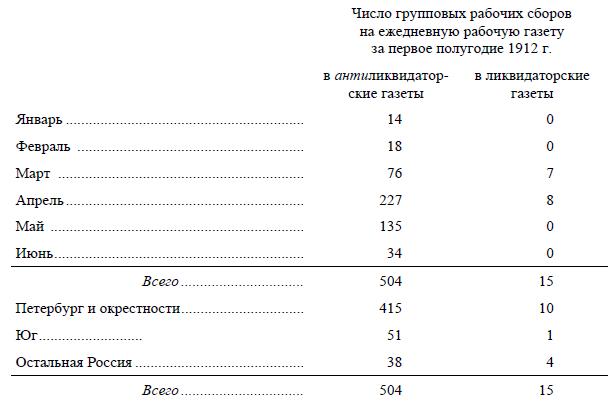 Число групповых рабочих сборов
на ежедневную рабочую газету
за первое полугодие 1912 г.
в антиликвидатор- в ликвидаторские
ские газеты газеты
Январь 14 0
Февраль 18 0
Март 76 7
Апрель 227 8
Май 135 0
Июнь 34 0
Всего 504 15
Петербург и окрестности 415 10
Юг 51 1
Остальная Россия 38 4
Всего 504 15